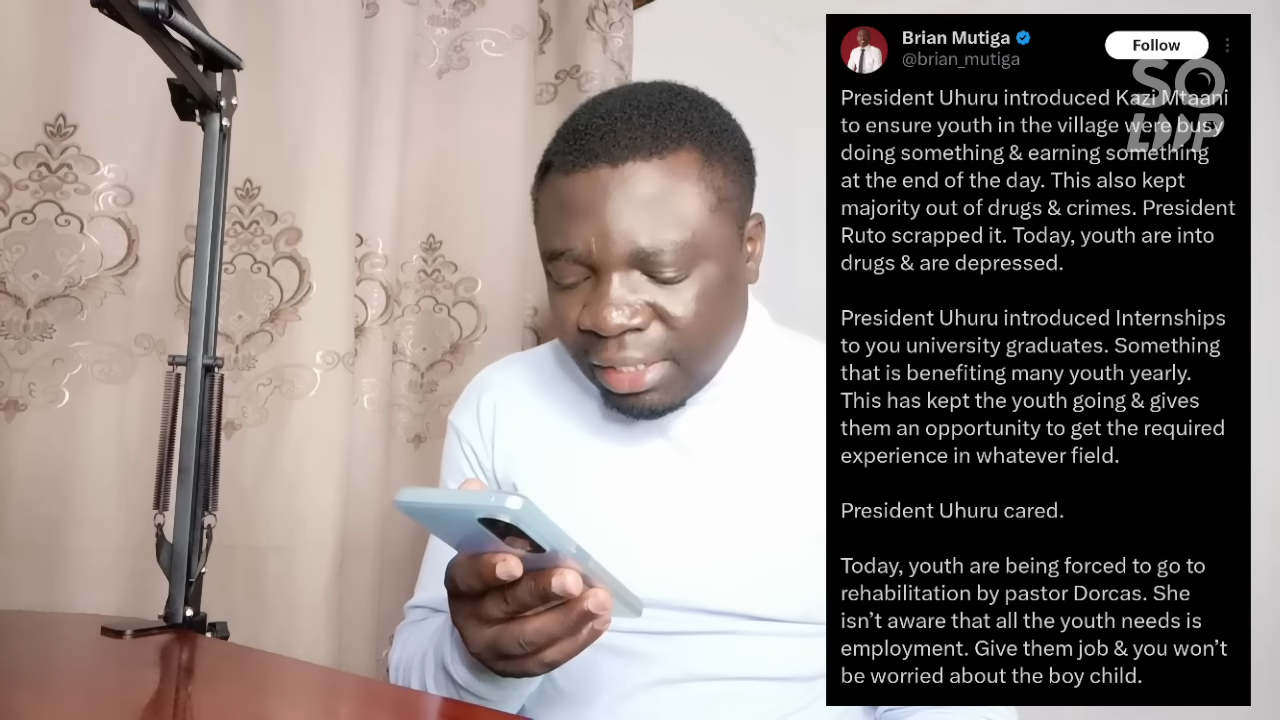 Brian Mutiga
@brian_mutiga
Follow
SO
LVIP
President Uhuru introduced Kazi Mtaani
to ensure youth in the village were busy
doing something & earning something
at the end of the day. This also kept
majority out of drugs & crimes. President
Ruto scrapped it. Today, youth are into
drugs & are depressed.
President Uhuru introduced Internships
to you university graduates. Something
that is benefiting many youth yearly.
This has kept the youth going & gives
them an opportunity to get the required
experience in whatever field.
President Uhuru cared.
Today, youth are being forced to go to
rehabilitation by pastor Dorcas. She
isn't aware that all the youth needs is
employment. Give them job & you won't
be worried about the boy child.